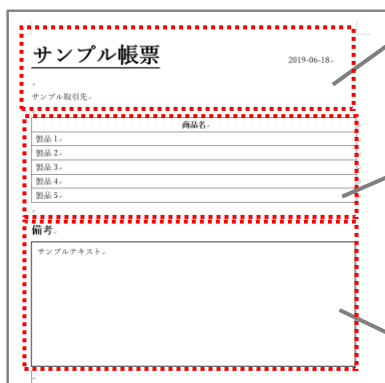 サンプル帳票
2019-06-18
サンプル取引先
商品名
製品 1
製品 2
製品 3
製品 4
製品 5
備考
サンプルテキスト